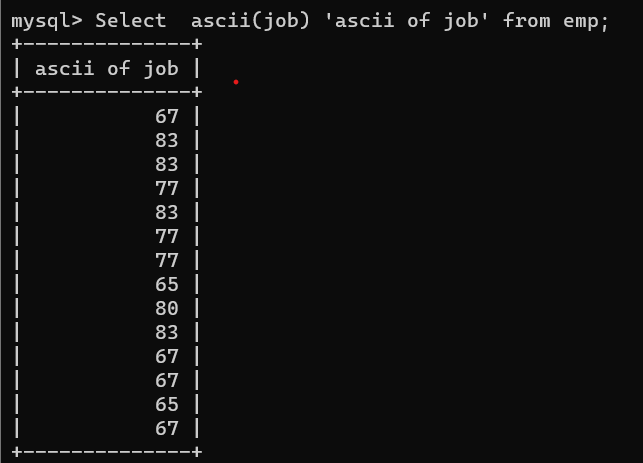 mysql> Select  ascii(job) 'ascii of job' from emp;
+--------------+
| ascii of job |
+--------------+
|           67 |
|           83 |
|           83 |
|           77 |
|           83 |
|           77 |
|           77 |
|           65 |
|           80 |
|           83 |
|           67 |
|           67 |
|           65 |
|           67 |
+--------------+